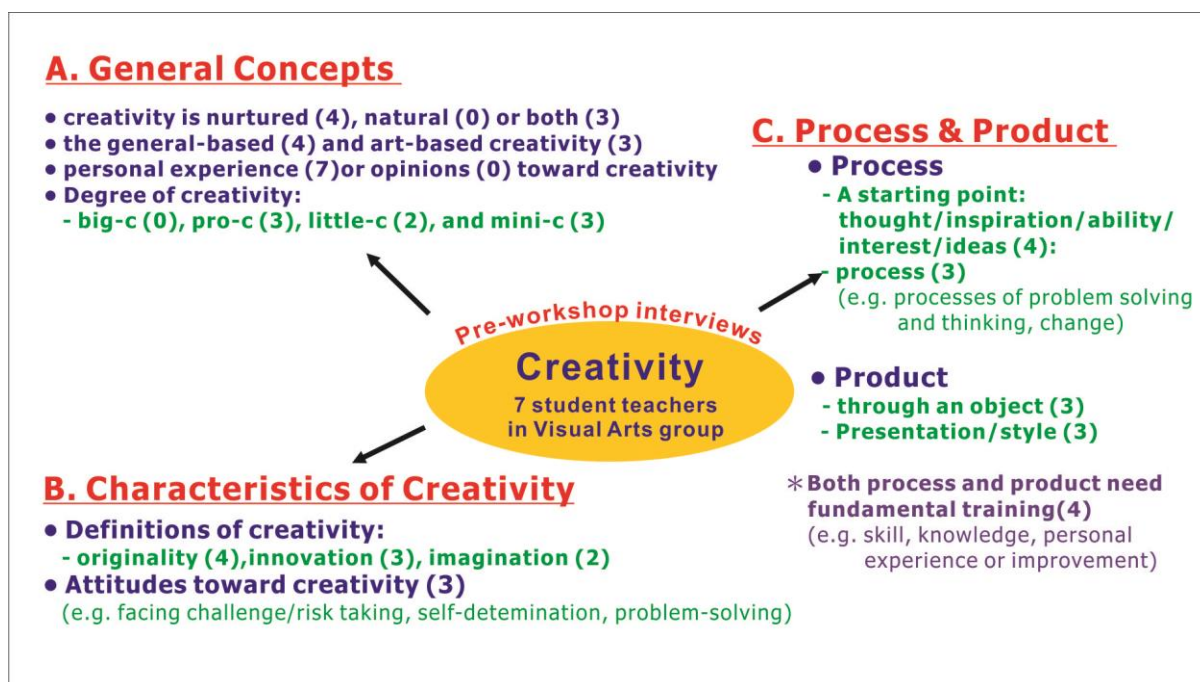 A. General Concepts
● creativity is nurtured (4), natural (0) or both (3)
● the general-based (4) and art-based creativity (3)
● personal experience (7)or opinions (0) toward creativity
● Degree of creativity:
- big-c (0), pro-c (3), little-c (2), and mini-c (3)
Pre-workshop interviews
Creativity
7 student teachers
in Visual Arts group
B. Characteristics of Creativity
● Definitions of creativity:
- originality (4),innovation (3), imagination (2)
● Attitudes toward creativity (3)
(e.g. facing challenge/risk taking, self-detemination, problem-solving)
C. Process & Product
● Process
- A starting point:
thought/inspiration/ability/
interest/ideas (4):
- process (3)
(e.g. processes of problem solving
and thinking, change)
● Product
- through an object (3)
- Presentation/style (3)
＊Both process and product need
fundamental training(4)
(e.g. skill, knowledge, personal
experience or improvement)